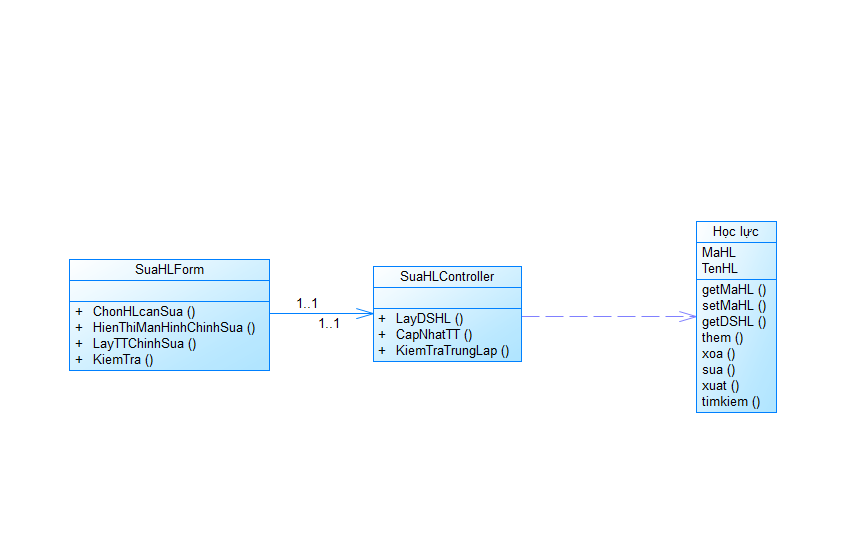 SuaHLForm
+ ChonHLcanSua ()
+ HienThiManHinhChinhSua ()
+ LayTTChinhSua ()
+ KiemTra ()
1..1
1..1
SuaHLController
+ LayDSHL ()
+ CapNhatTT ()
+ KiemTraTrungLap ()
Học lực
MaHL
TenHL
getMaHL ()
setMaHL ()
getDSHL ()
them ()
xoa ()
sua ()
xuat ()
timkiem ()